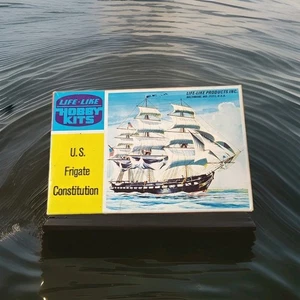 LIFE-LIKE
HOBBY
KITS
LIFE-LIKE PRODUCTS INC.
U.S.
Frigate
Constitution